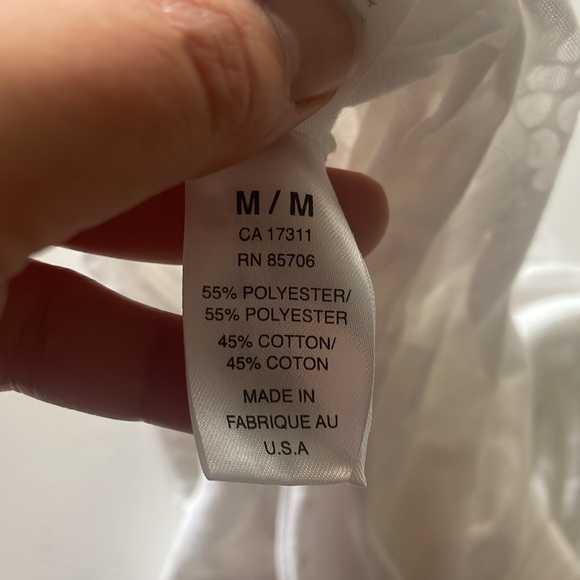 M / M
CA 17311
RN 85706
55% POLYESTER/
55% POLYESTER
45% COTTON/
45% COTON
MADE IN
FABRIQUE AU
U.S.A